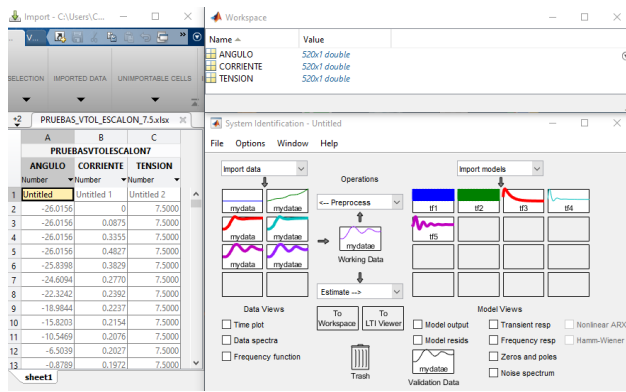 Import - C:\Users\C...
V...
SELECTION IMPORTED DATA UNIMPORTABLE CELLS
PRUEBAS_VTOL_ESCALON_7.5.xlsx
A B C
PRUEBASVTOLESCALON7
ANGULO CORRIENTE TENSION
Number Number Number
1 Untitled Untitled 1 Untitled 2
2 -26.0156 0 7.5000
3 -26.0156 0.0875 7.5000
4 -26.0156 0.3355 7.5000
5 -26.0156 0.4827 7.5000
6 -25.8398 0.3829 7.5000
7 -24.6094 0.2770 7.5000
8 -22.3242 0.2392 7.5000
9 -18.9844 0.2237 7.5000
10 -15.8203 0.2154 7.5000
11 -10.5469 0.2076 7.5000
12 -6.5039 0.2027 7.5000
13 -0.8789 0.1972 7.5000
sheet1
Workspace
Name Value
ANGULO 520x1 double
CORRIENTE 520x1 double
TENSION 520x1 double
System Identification - Untitled
File Options Window Help
Import data Import models
Operations
mydata mydatae <-- Preprocess tf1 tf2 tf3 tf4
mydata mydatae mydatae tf5
Working Data
mydata mydatae
Estimate -->
Data Views To Workspace To LTI Viewer Model Views
Time plot Model output Transient resp Nonlinear ARX
Data spectra Model resids Frequency resp Hamm-Wiener
Frequency function Zeros and poles
mydatae Noise spectrum
Trash Validation Data